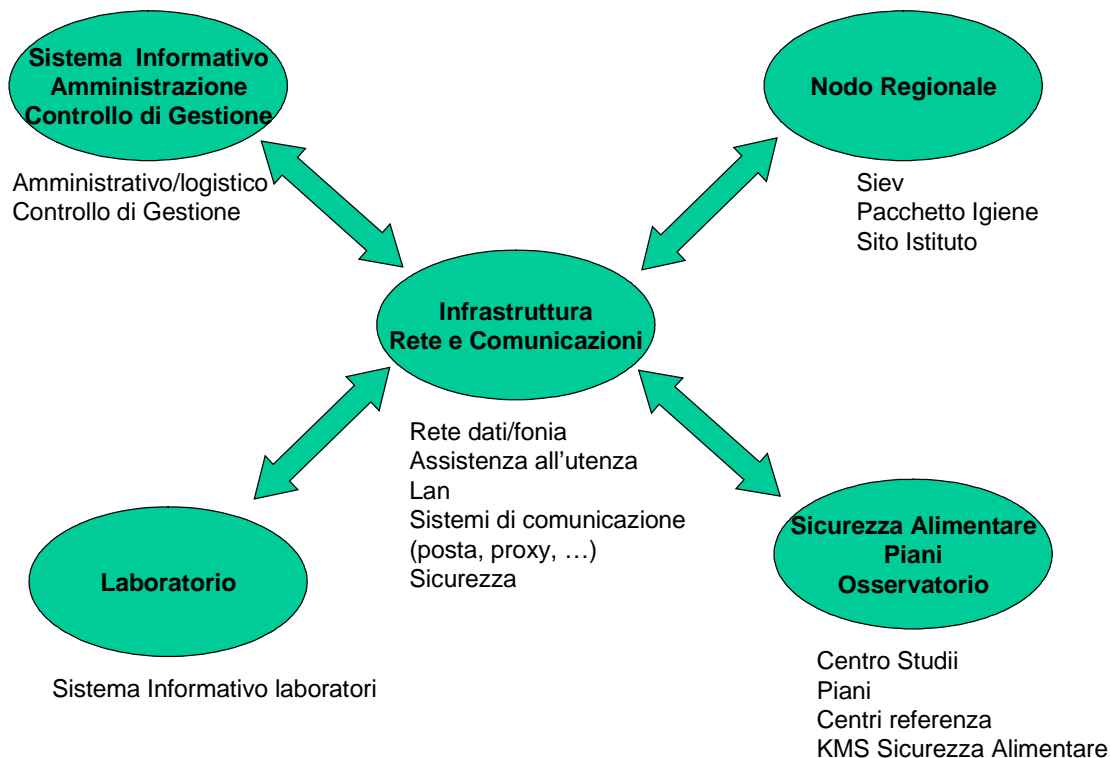 Sistema Informativo
Amministrazione
Controllo di Gestione
Amministrativo/logistico
Controllo di Gestione
Nodo Regionale
Siev
Pacchetto Igiene
Sito Istituto
Infrastruttura
Rete e Comunicazioni
Rete dati/fonia
Assistenza all'utenza
Lan
Sistemi di comunicazione
(posta, proxy, …)
Sicurezza
Laboratorio
Sistema Informativo laboratori
Sicurezza Alimentare
Piani
Osservatorio
Centro Studii
Piani
Centri referenza
KMS Sicurezza Alimentare